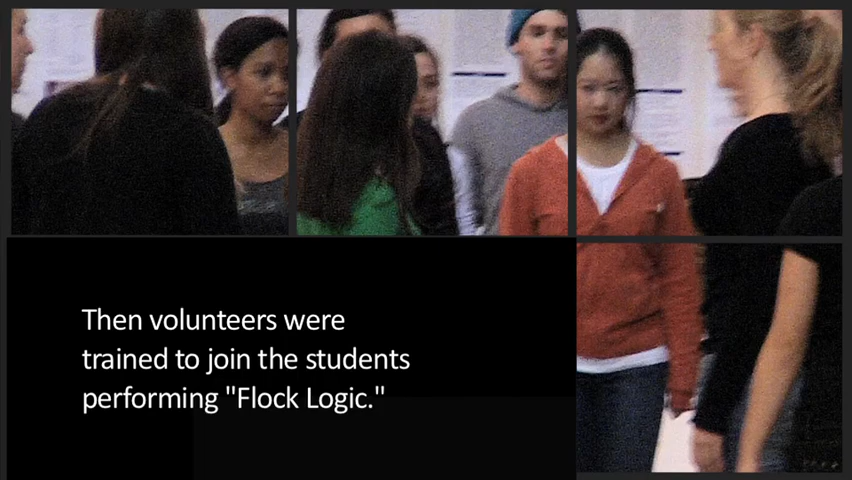 Then volunteers were
trained to join the students
performing "Flock Logic."